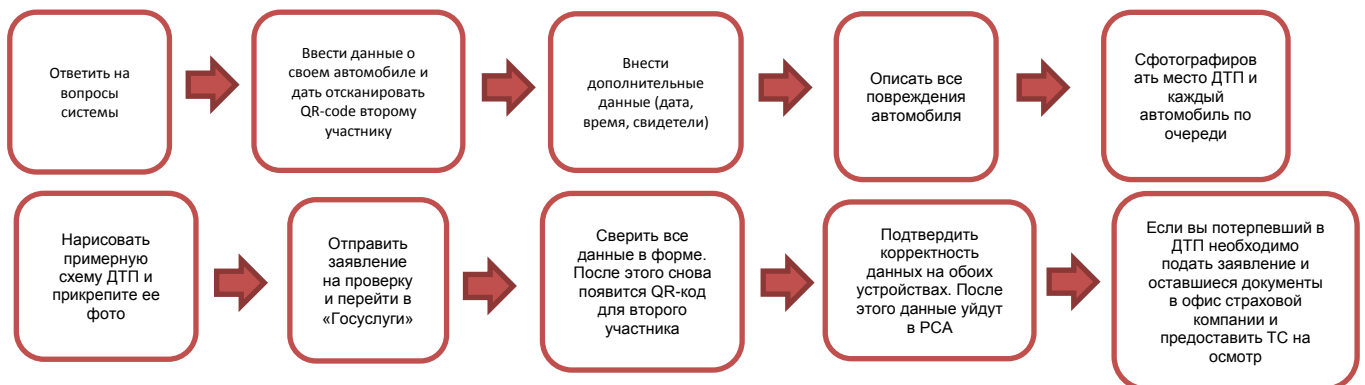 Ответить на
вопросы
системы
Ввести данные о
своем автомобиле и
дать отсканировать
QR-code второму
участнику
Внести
дополнительные
данные (дата,
время, свидетели)
Описать все
повреждения
автомобиля
Сфотографиров
ать место ДТП и
каждый
автомобиль по
очереди
Нарисовать
примерную
схему ДТП и
прикрепите ее
фото
Отправить
заявление
на проверку
и перейти в
«Госуслуги»
Сверить все
данные в форме.
После этого снова
появится QR-код
для второго
участника
Подтвердить
корректность
данных на обоих
устройствах. После
этого данные уйдут
в РСА
Если вы потерпевший в
ДТП необходимо
подать заявление и
оставшиеся документы
в офис страховой
компании и
предоставить ТС на
осмотр